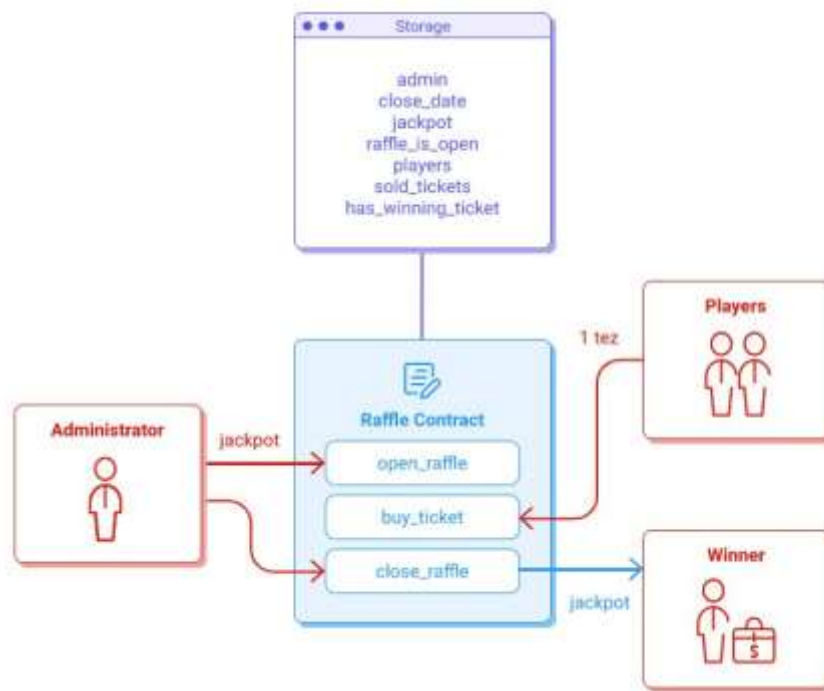 Storage
admin
close_date
jackpot
raffle_is_open
players
sold_tickets
has_winning_ticket
Players
1 tez
Raffle Contract
Administrator
jackpot
open_raffle
buy_ticket
close_raffle
Winner
jackpot
$